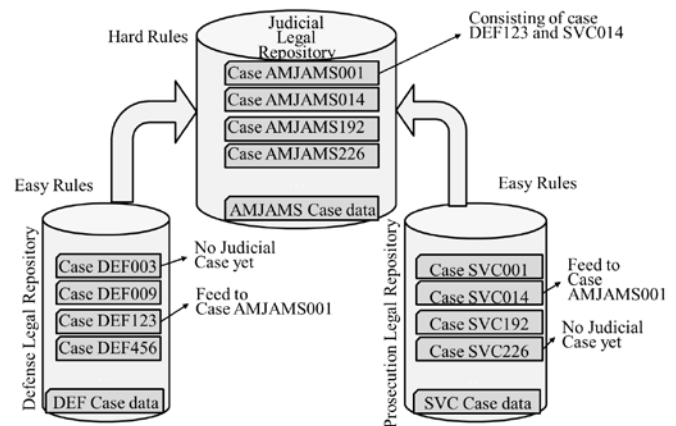 Hard Rules
Judicial
Legal
Repository
Consisting of case
DEF123 and SVC014
Case AMJAMS001
Case AMJAMS014
Case AMJAMS192
Case AMJAMS226
AMJAMS Case data
Easy Rules
Defense Legal Repository
Case DEF003
Case DEF009
Case DEF123
Case DEF456
DEF Case data
No Judicial
Case yet
Feed to
Case AMJAMS001
Easy Rules
Prosecution Legal Repository
Case SVC001
Case SVC014
Case SVC192
Case SVC226
SVC Case data
Feed to
Case
AMJAMS001
No Judicial
Case yet